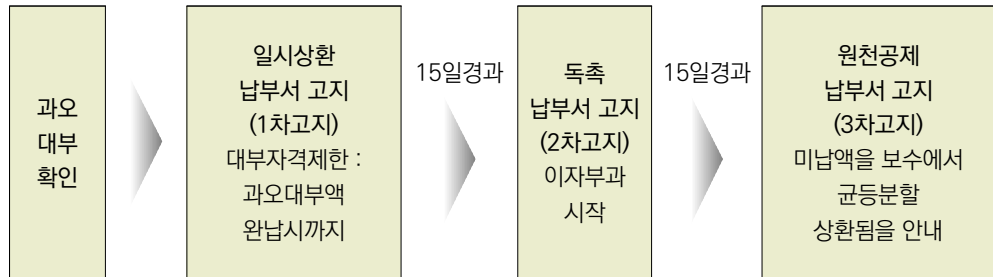 과오
대부
확인
일시상환
납부서 고지
(1차고지)
대부자격제한 :
과오대부액
완납시까지
15일경과
독촉
납부서 고지
(2차고지)
이자부과
시작
15일경과
원천공제
납부서 고지
(3차고지)
미납액을 보수에서
균등분할
상환됨을 안내